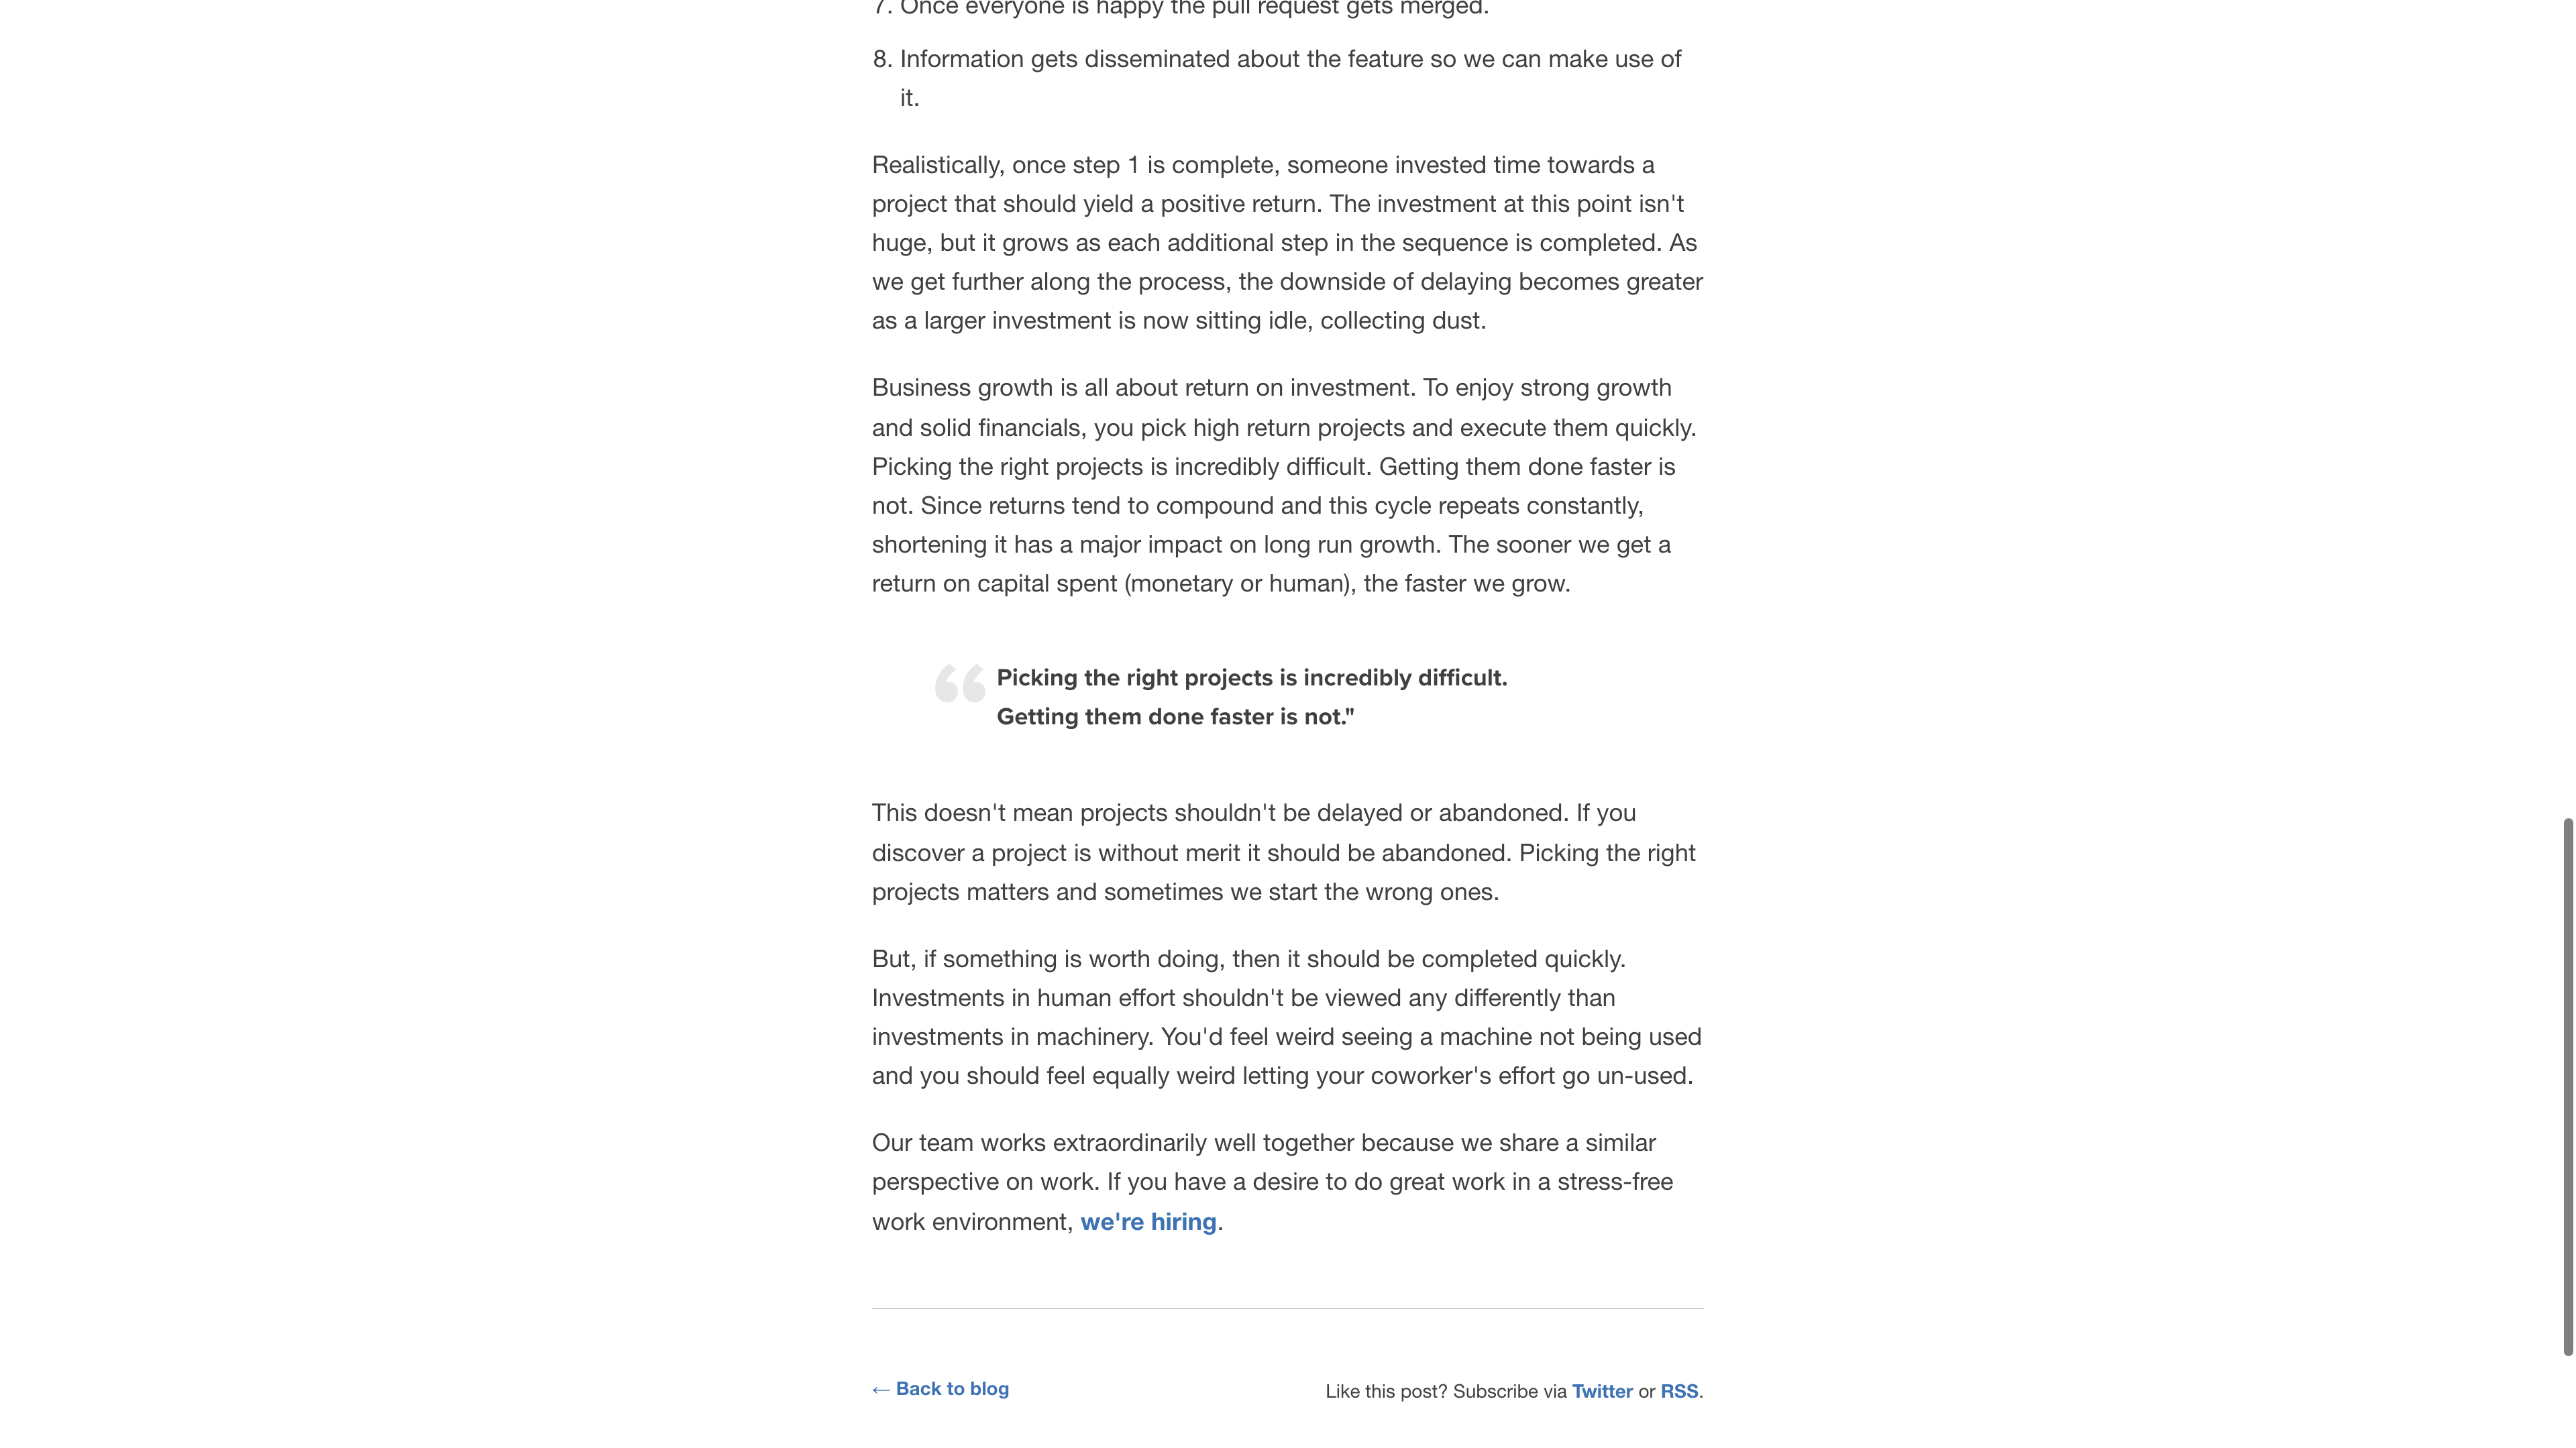 7. Once everyone is happy the pull request gets merged.
8. Information gets disseminated about the feature so we can make use of
it.
Realistically, once step 1 is complete, someone invested time towards a
project that should yield a positive return. The investment at this point isn't
huge, but it grows as each additional step in the sequence is completed. As
we get further along the process, the downside of delaying becomes greater
as a larger investment is now sitting idle, collecting dust.
Business growth is all about return on investment. To enjoy strong growth
and solid financials, you pick high return projects and execute them quickly.
Picking the right projects is incredibly difficult. Getting them done faster is
not. Since returns tend to compound and this cycle repeats constantly,
shortening it has a major impact on long run growth. The sooner we get a
return on capital spent (monetary or human), the faster we grow.
“Picking the right projects is incredibly difficult.
Getting them done faster is not."
This doesn't mean projects shouldn't be delayed or abandoned. If you
discover a project is without merit it should be abandoned. Picking the right
projects matters and sometimes we start the wrong ones.
But, if something is worth doing, then it should be completed quickly.
Investments in human effort shouldn't be viewed any differently than
investments in machinery. You'd feel weird seeing a machine not being used
and you should feel equally weird letting your coworker's effort go un-used.
Our team works extraordinarily well together because we share a similar
perspective on work. If you have a desire to do great work in a stress-free
work environment, we're hiring.
← Back to blog
Like this post? Subscribe via Twitter or RSS.